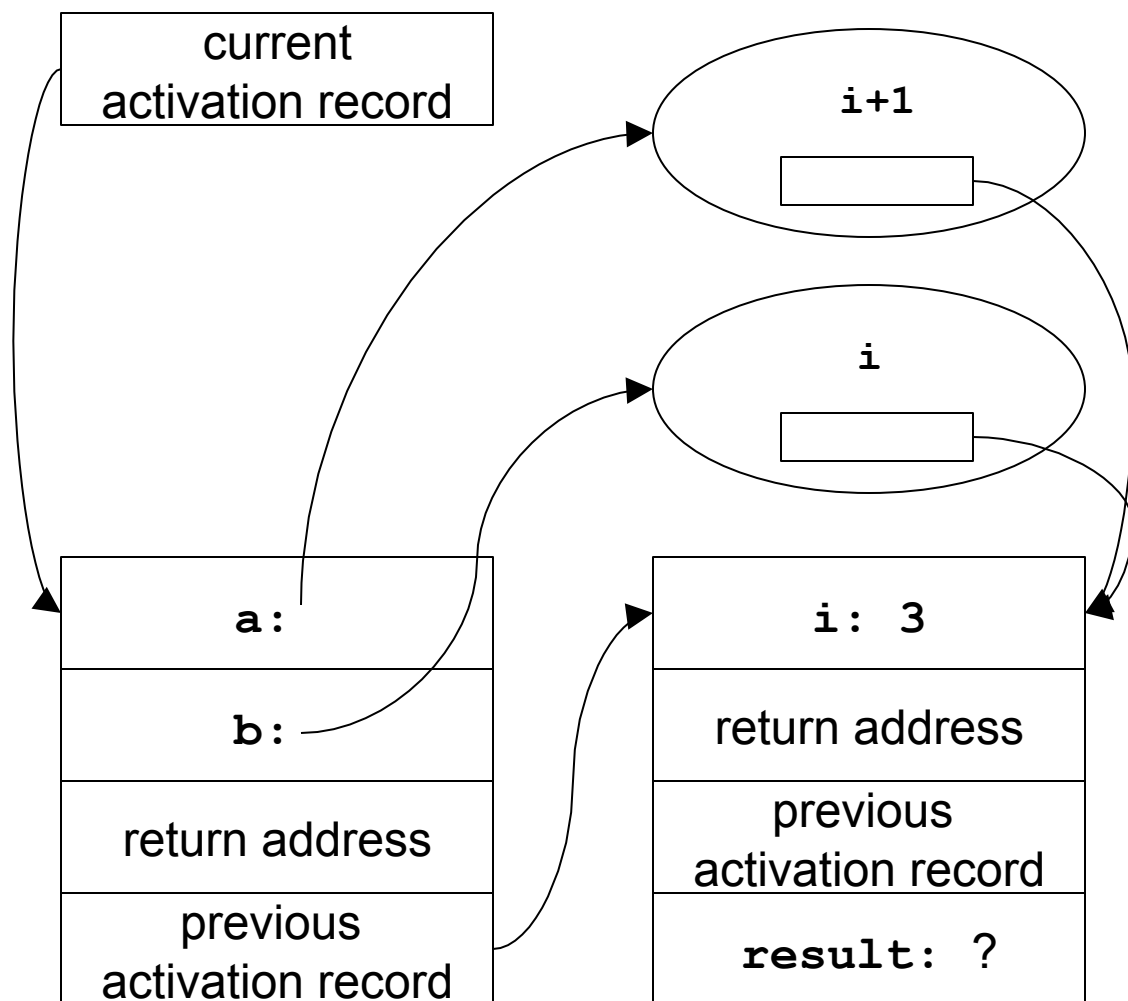 current
activation record
i+1
i
a:
b:
return address
previous
activation record
i: 3
return address
previous
activation record
result: ?